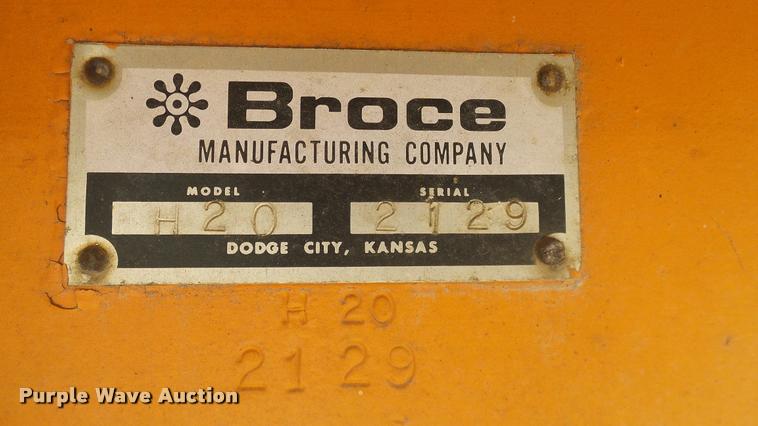 Broce
MANUFACTURING COMPANY
MODEL SERIAL
H20 2129
DODGE CITY, KANSAS
H 20
2129
Purple Wave Auction